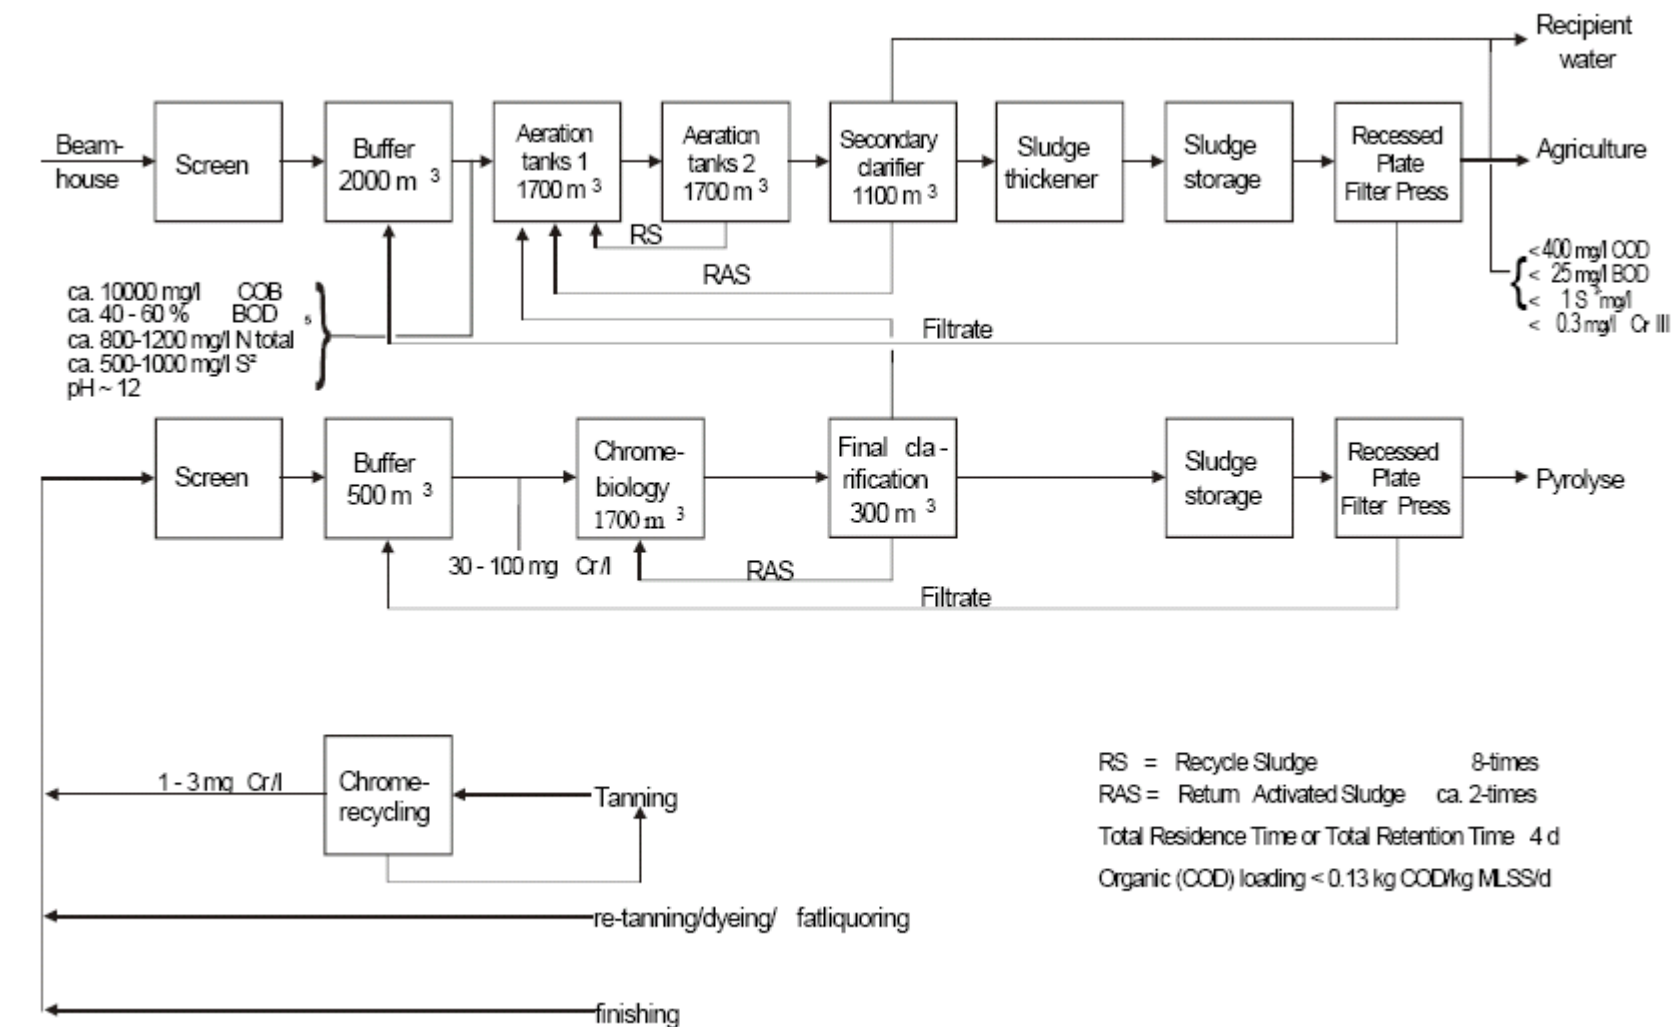 Recipient
water
Beam-
house
Screen
Buffer
2000 m 3
Aeration
tanks 1
1700 m 3
Aeration
tanks 2
1700 m 3
Secondary
clarifier
1100 m 3
Sludge
thickener
Sludge
storage
Recessed
Plate
Filter Press
Agriculture
RS
RAS
Filtrate
ca. 10000 mg/l COB
ca. 40 - 60 % BOD 5
ca. 800-1200 mg/l N total
ca. 500-1000 mg/l S²
pH ~ 12
< 400 mg/l COD
< 25 mg/l BOD
< 1 S mg/l
< 0.3 mg/l Cr III
Screen
Buffer
500 m 3
Chrome-
biology
1700 m 3
Final cla-
rification
300 m 3
Sludge
storage
Recessed
Plate
Filter Press
Pyrolyse
30 - 100 mg Cr/l
RAS
Filtrate
1 - 3 mg Cr/l
Chrome-
recycling
Tanning
re-tanning/dyeing/ fatliquoring
finishing
RS = Recycle Sludge 8-times
RAS = Return Activated Sludge ca. 2-times
Total Residence Time or Total Retention Time 4 d
Organic (COD) loading < 0.13 kg COD/kg MLSS/d